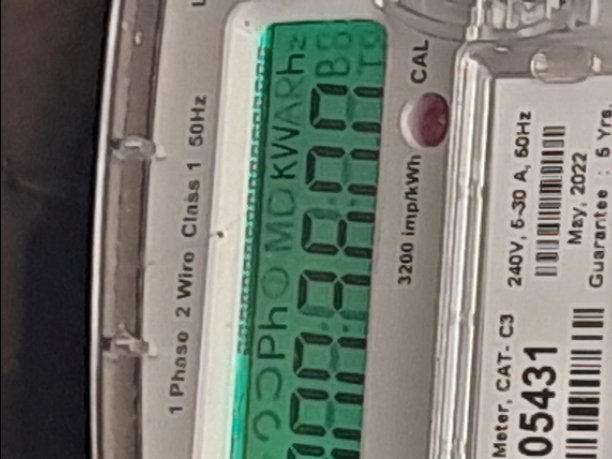 1 Phase 2 Wire Class 1 50Hz
Ph MD KWARhz
CAL
3200 imp/kWh
240V, 5-30 A, 50Hz
May, 2022
Guarantee : 5 Yrs
Meter, CAT- C3
05431